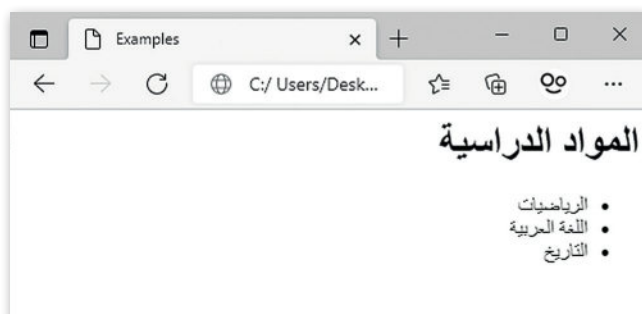 Examples
C:/ Users/Desk...
المواد الدراسية
الرياضيات
اللغة العربية
التاريخ